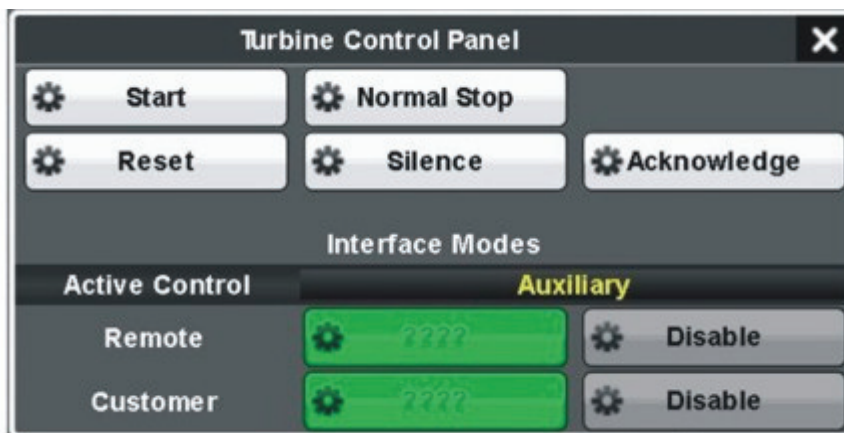 Turbine Control Panel
Start Normal Stop
Reset Silence Acknowledge
Interface Modes
Active Control Auxiliary
Remote ???? Disable
Customer ???? Disable